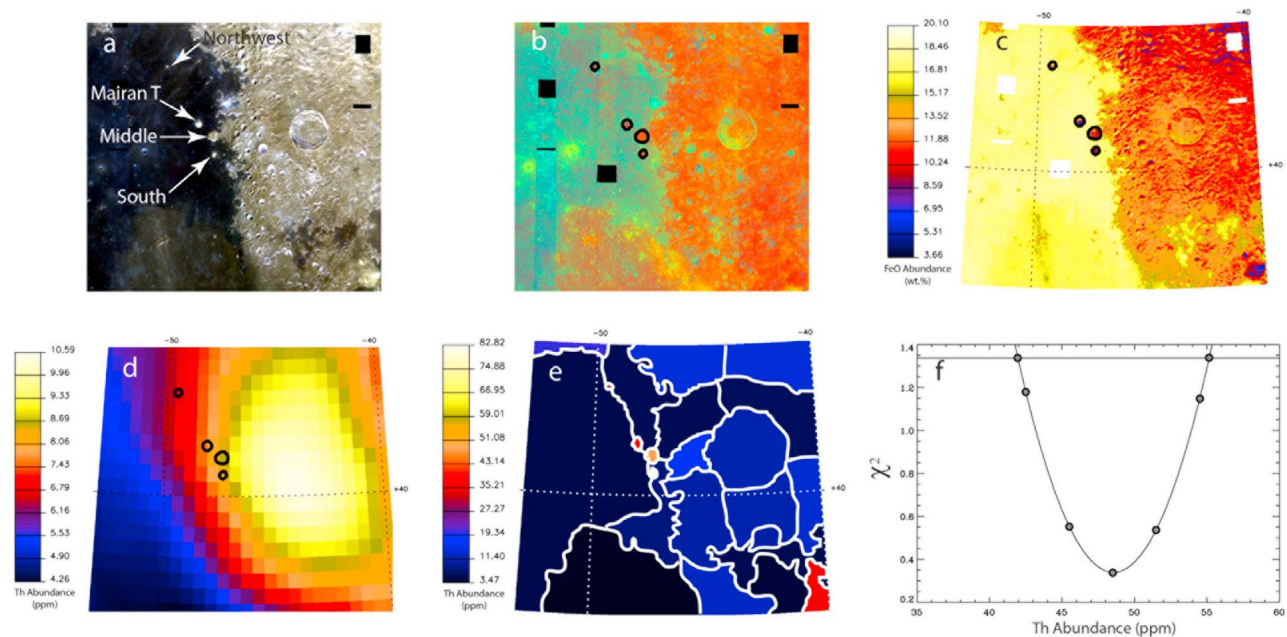 a
Northwest
Mairan T
Middle
South
b
c
-50
-40
+40
20.10
18.46
16.81
15.17
13.52
11.88
10.24
8.59
6.95
5.31
3.66
FeO Abundance
(wt.%)
d
-50
-40
+40
10.59
9.96
9.33
8.69
8.06
7.43
6.79
6.16
5.53
4.90
4.26
Th Abundance
(ppm)
e
-50
-40
+40
82.82
74.88
66.95
59.01
51.08
43.14
35.21
27.27
19.34
11.40
3.47
Th Abundance
(ppm)
f
1.4
1.2
1.0
0.8
0.6
0.4
0.2
χ2
35 40 45 50 55 60
Th Abundance (ppm)